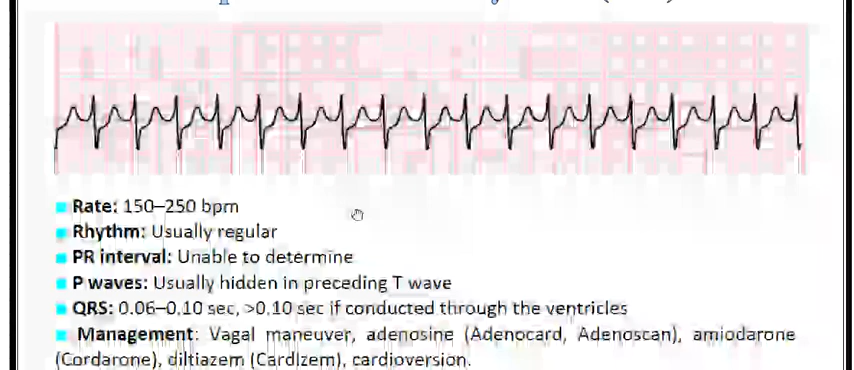 Rate: 150–250 bpm
Rhythm: Usually regular
PR interval: Unable to determine
P waves: Usually hidden in preceding T wave
QRS: 0.06–0.10 sec, >0.10 sec if conducted through the ventricles
Management: Vagal maneuver, adenosine (Adenocard, Adenoscan), amiodarone
(Cordarone), diltiazem (Cardizem), cardioversion.